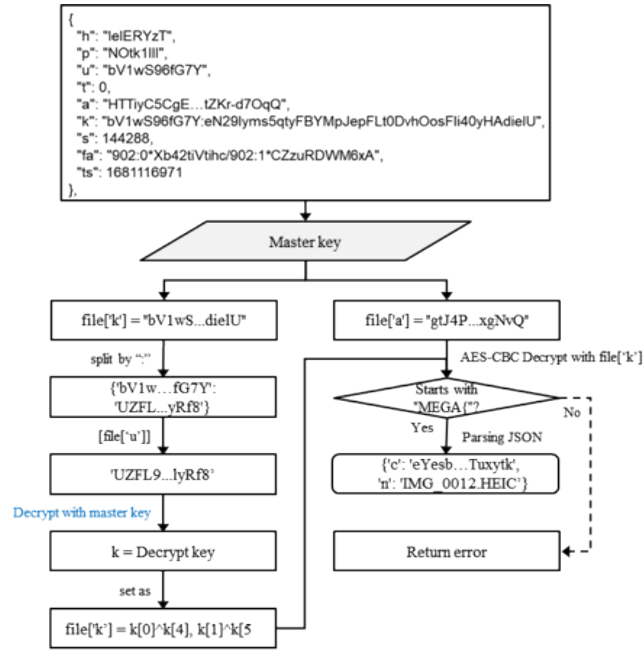 {
"h": "lelERYzT",
"p": "NOtk1lIl",
"u": "bV1wS96fG7Y",
"t": 0,
"a": "HTTiyC5CgE…tZKr-d7OqQ",
"k": "bV1wS96fG7Y:eN29lyms5qtyFBYMpJepFLt0DvhOosFli40yHAdielU",
"s": 144288,
"fa": "902:0*Xb42tiVtihc/902:1*CZzuRDWM6xA",
"ts": 1681116971
},
Master key
file['k'] = "bV1wS...dieIU"
file['a'] = "gtJ4P...xgNvQ"
split by “:”
AES-CBC Decrypt with file[‘k’]
{'bV1w…fG7Y':
'UZFL...yRf8'}
Starts with
"MEGA{"?
No
[file[‘u’]]
Yes
Parsing JSON
'UZFL9...lyRf8’
{'c': 'eYesb…Tuxytk',
'n': 'IMG_0012.HEIC’}
Decrypt with master key
k = Decrypt key
Return error
set as
file['k’] = k[0]^k[4], k[1]^k[5